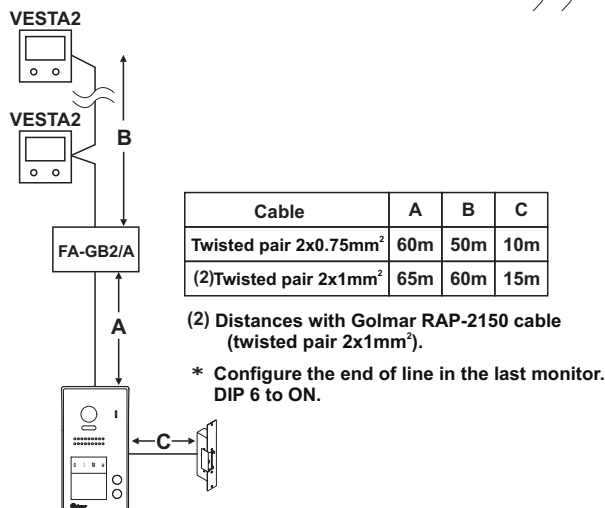 VESTA2
VESTA2
B
FA-GB2/A
A
C
Cable A B C
Twisted pair 2x0.75mm² 60m 50m 10m
(2)Twisted pair 2x1mm² 65m 60m 15m
(2) Distances with Golmar RAP-2150 cable
(twisted pair 2x1mm²).
* Configure the end of line in the last monitor.
DIP 6 to ON.